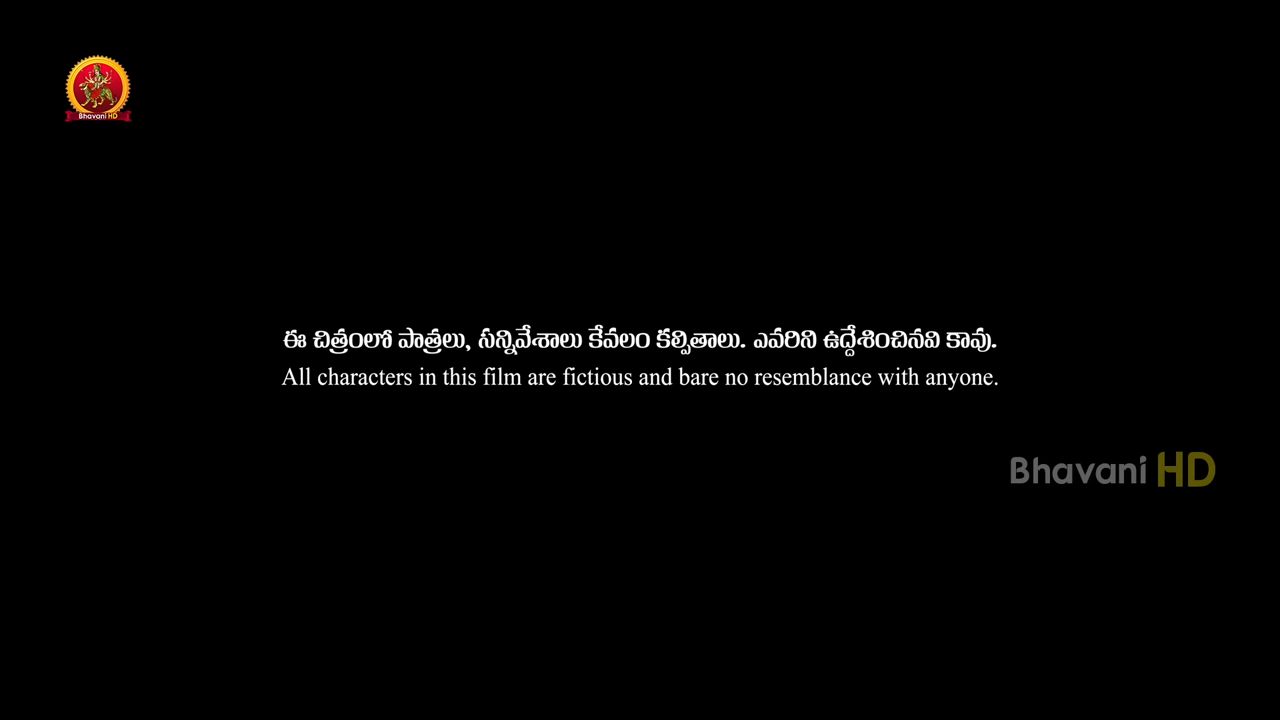 Bhavani HD
ఈ చిత్రంలో పాత్రలు, సన్నివేశాలు కేవలం కల్పితాలు. ఎవరిని ఉద్దేశించినవి కావు.
All characters in this film are fictious and bare no resemblance with anyone.
Bhavani HD